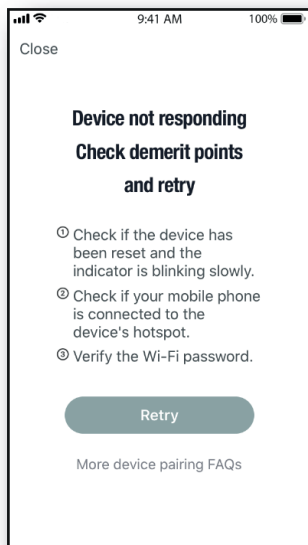 9:41 AM 100%
Close
Device not responding
Check demerit points
and retry
① Check if the device has
been reset and the
indicator is blinking slowly.
② Check if your mobile phone
is connected to the
device's hotspot.
③ Verify the Wi-Fi password.
Retry
More device pairing FAQs